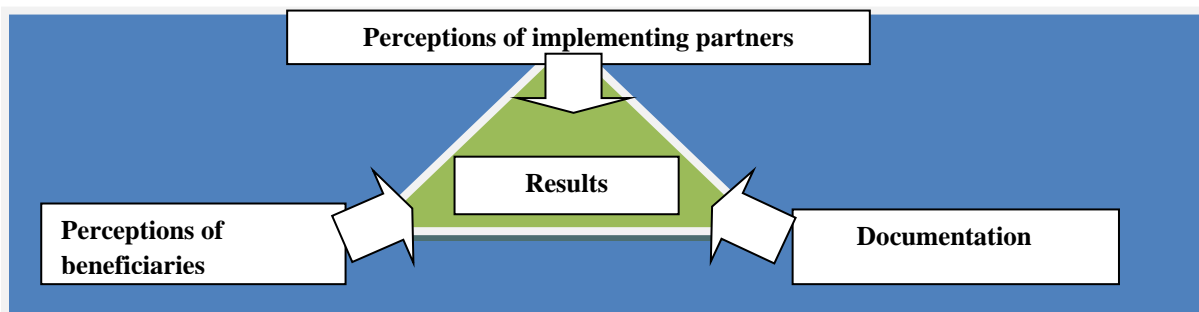 Perceptions of implementing partners
Results
Perceptions of
beneficiaries
Documentation